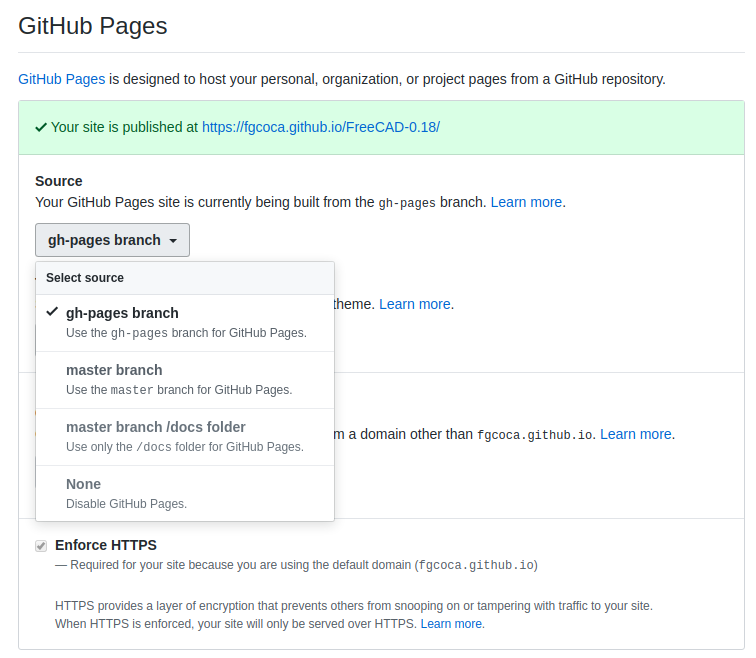 GitHub Pages
GitHub Pages is designed to host your personal, organization, or project pages from a GitHub repository.
Your site is published at https://fgcoca.github.io/FreeCAD-0.18/
Source
Your GitHub Pages site is currently being built from the gh-pages branch. Learn more.
gh-pages branch
Select source
gh-pages branch
theme. Learn more.
Use the gh-pages branch for GitHub Pages.
master branch
Use the master branch for GitHub Pages.
master branch /docs folder
a domain other than fgcoca.github.io. Learn more.
Use only the /docs folder for GitHub Pages.
None
Disable GitHub Pages.
Enforce HTTPS
— Required for your site because you are using the default domain (fgcoca.github.io)
HTTPS provides a layer of encryption that prevents others from snooping on or tampering with traffic to your site.
When HTTPS is enforced, your site will only be served over HTTPS. Learn more.